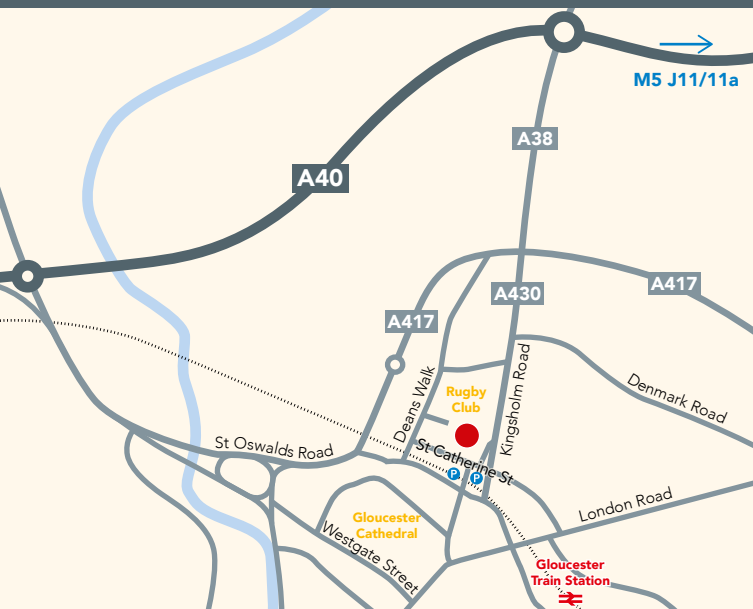 M5 J11/11a
A38
A40
A417
A430
A417
Deans Walk
Rugby
Club
Kingsholm Road
Denmark Road
St Oswalds Road
St Catherine St
P
P
London Road
Gloucester
Cathedral
Westgate Street
Gloucester
Train Station